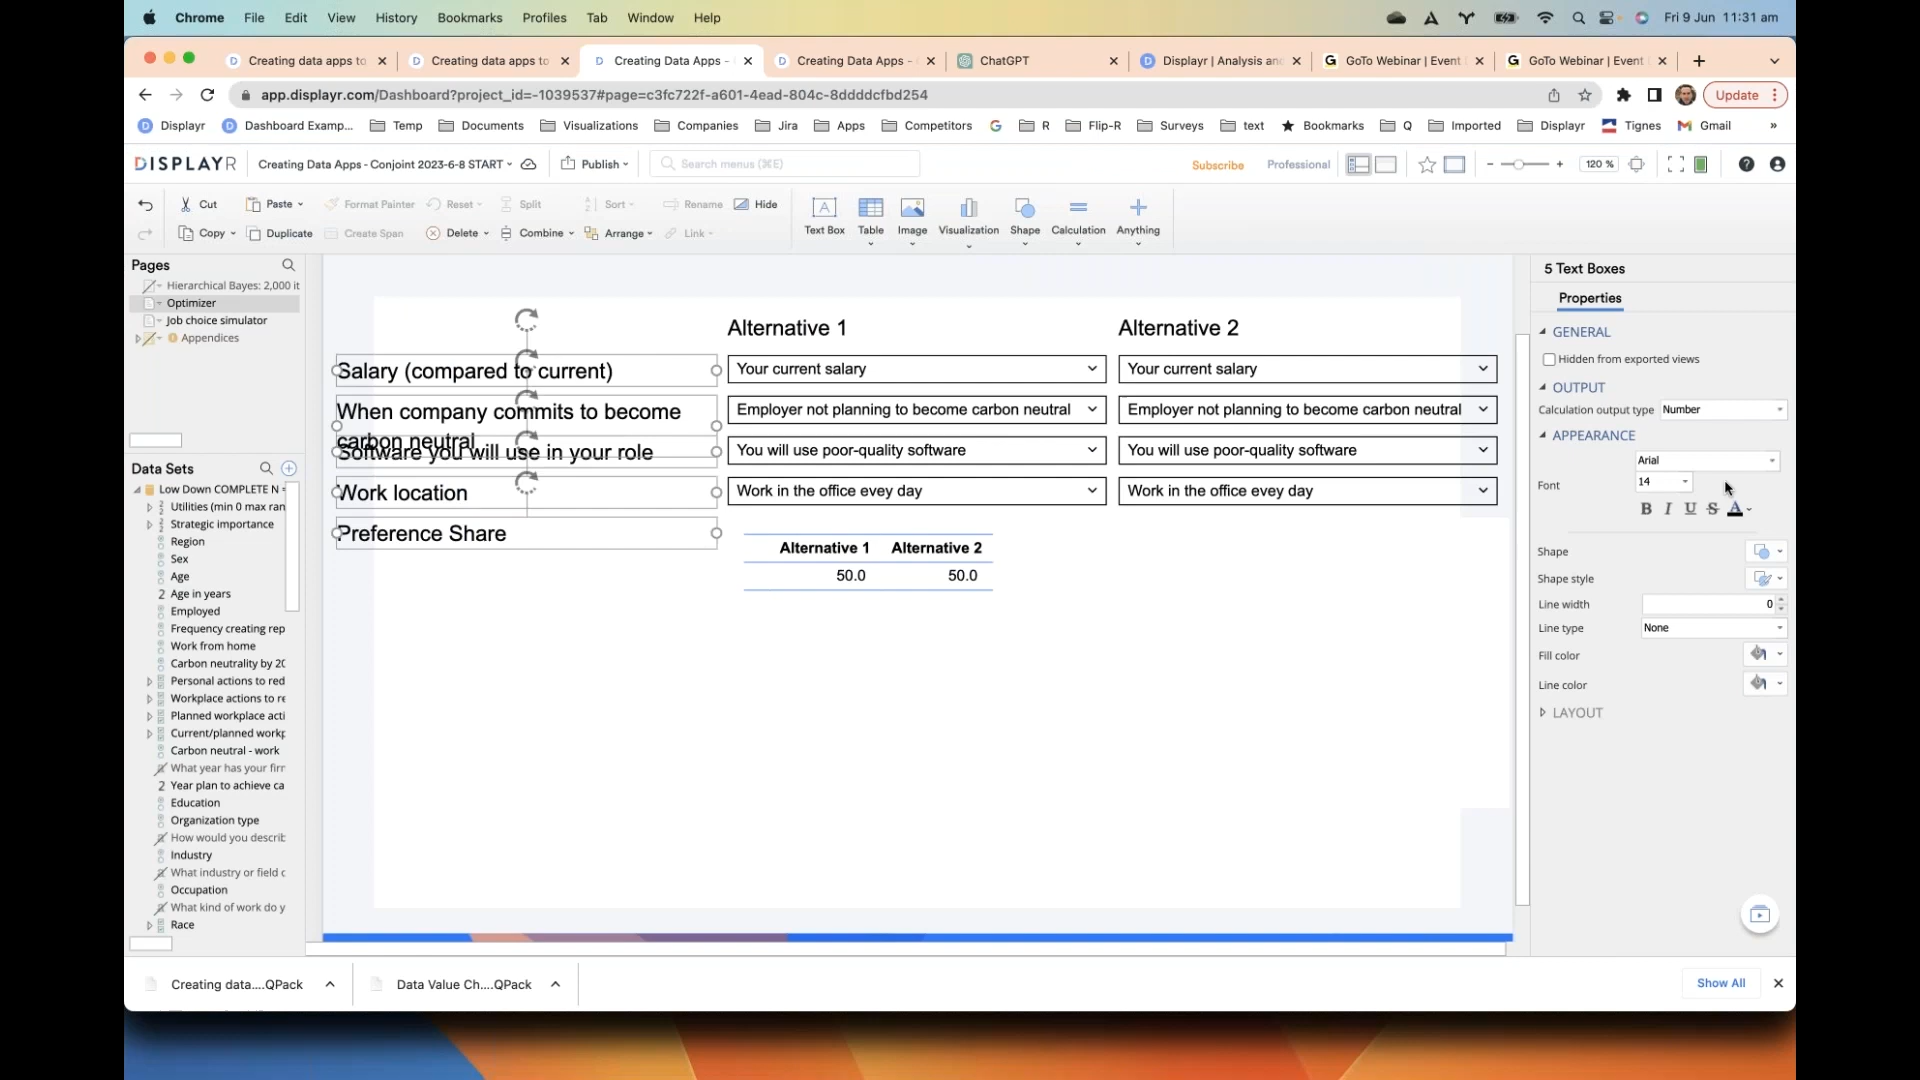 Chrome File Edit View History Bookmarks Profiles Tab Window Help Fri 9 Jun 11:31 am
Creating data apps to Creating data apps to Creating Data Apps - Creating Data Apps - ChatGPT Displayr | Analysis an GoTo Webinar | Event GoTo Webinar | Event
app.displayr.com/Dashboard?project_id=-1039537#page=c3fc722f-a601-4ead-804c-8ddddcfbd254 Update
Displayr Dashboard Examp... Temp Documents Visualizations Companies Jira Apps Competitors R Flip-R Surveys text Bookmarks Q Imported Displayr Tignes Gmail »
DISPLAYR Creating Data Apps - Conjoint 2023-6-8 START Publish Search menus (⌘E) Subscribe Professional 120 %
Cut Paste Format Painter Reset Split Sort Rename Hide
Copy Duplicate Create Span Delete Combine Arrange Link
Text Box Table Image Visualization Shape Calculation Anything
Pages
Hierarchical Bayes: 2,000 it
Optimizer
Job choice simulator
Appendices
Data Sets
Low Down COMPLETE N =
Utilities (min 0 max ran
Strategic importance
Region
Sex
Age
2 Age in years
Employed
Frequency creating rep
Work from home
Carbon neutrality by 20
Personal actions to red
Workplace actions to re
Planned workplace acti
Current/planned workp
Carbon neutral - work
What year has your firr
2 Year plan to achieve ca
Education
Organization type
How would you describ
Industry
What industry or field c
Occupation
What kind of work do y
Race
Alternative 1 Alternative 2
Salary (compared to current) Your current salary Your current salary
When company commits to become
carbon neutral Employer not planning to become carbon neutral Employer not planning to become carbon neutral
Software you will use in your role You will use poor-quality software You will use poor-quality software
Work location Work in the office evey day Work in the office evey day
Preference Share
Alternative 1 Alternative 2
50.0 50.0
5 Text Boxes
Properties
GENERAL
Hidden from exported views
OUTPUT
Calculation output type Number
APPEARANCE
Arial
Font 14
B I U S A
Shape
Shape style
Line width 0
Line type None
Fill color
Line color
LAYOUT
Creating data....QPack Data Value Ch....QPack Show All